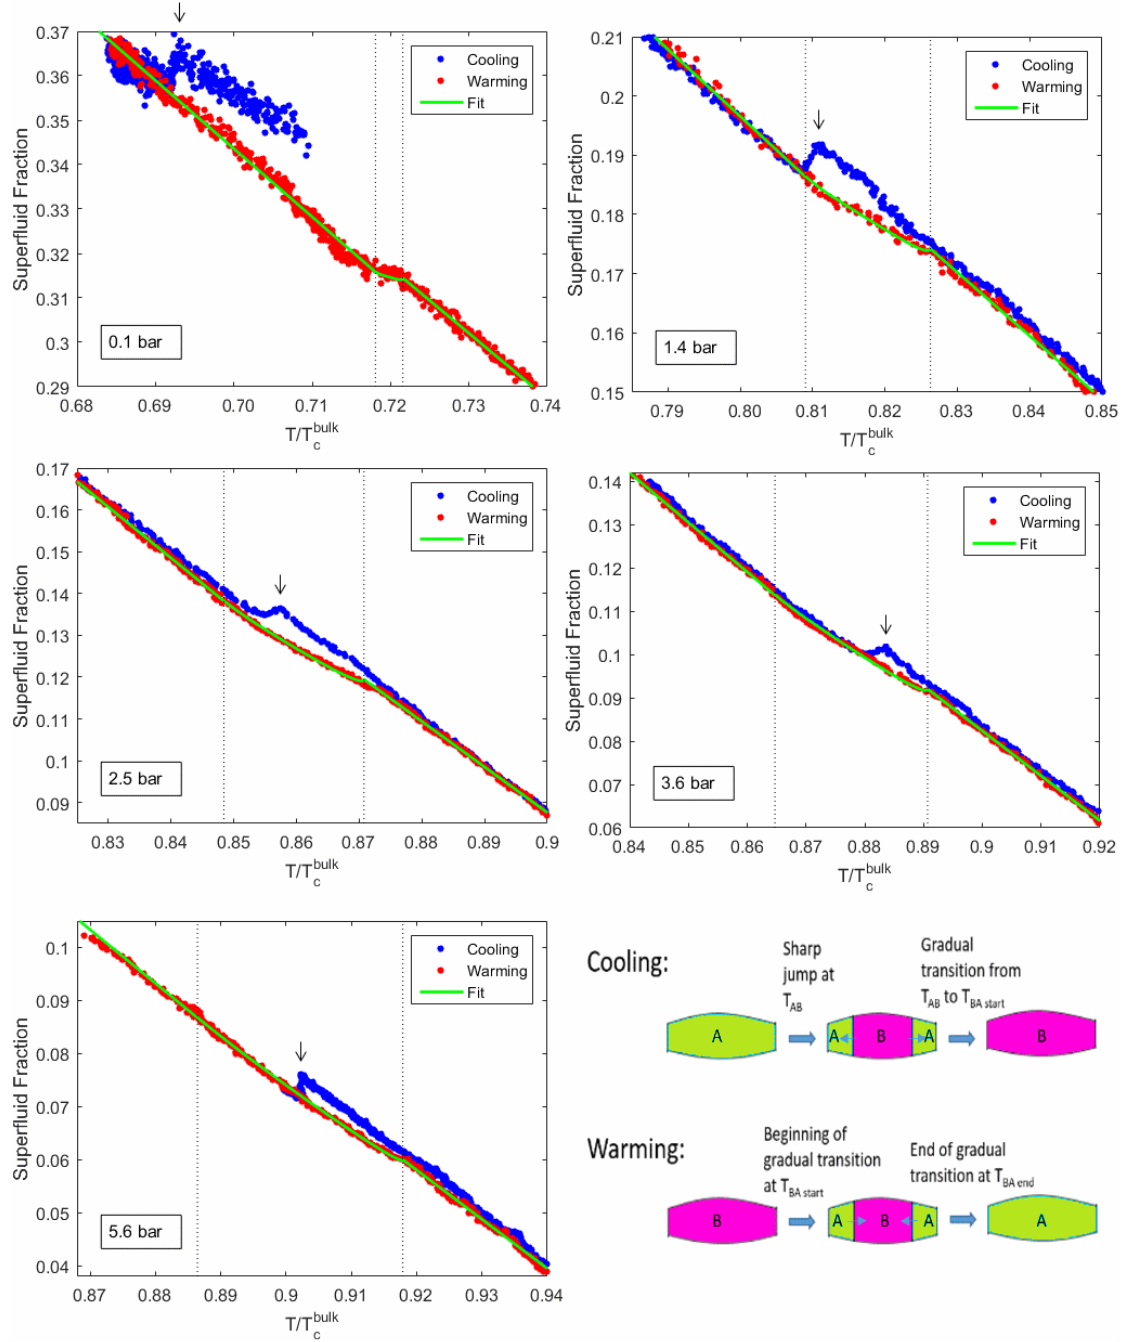 0.37
0.36
0.35
0.34
0.33
0.32
0.31
0.3
0.29
Superfluid Fraction
Cooling
Warming
Fit
0.1 bar
0.68 0.69 0.70 0.71 0.72 0.73 0.74
T/T_c^bulk
0.21
0.2
0.19
0.18
0.17
0.16
0.15
Superfluid Fraction
Cooling
Warming
Fit
1.4 bar
0.79 0.80 0.81 0.82 0.83 0.84 0.85
T/T_c^bulk
0.17
0.16
0.15
0.14
0.13
0.12
0.11
0.1
0.09
Superfluid Fraction
Cooling
Warming
Fit
2.5 bar
0.83 0.84 0.85 0.86 0.87 0.88 0.89 0.9
T/T_c^bulk
0.14
0.13
0.12
0.11
0.1
0.09
0.08
0.07
0.06
Superfluid Fraction
Cooling
Warming
Fit
3.6 bar
0.84 0.85 0.86 0.87 0.88 0.89 0.90 0.91 0.92
T/T_c^bulk
0.1
0.09
0.08
0.07
0.06
0.05
0.04
Superfluid Fraction
Cooling
Warming
Fit
5.6 bar
0.87 0.88 0.89 0.9 0.91 0.92 0.93 0.94
T/T_c^bulk
Cooling:
Sharp
jump at
T_AB
Gradual
transition from
T_AB to T_BA start
A
A B A
B
Warming:
Beginning of
gradual transition
at T_BA start
End of gradual
transition at T_BA end
B
A B A
A